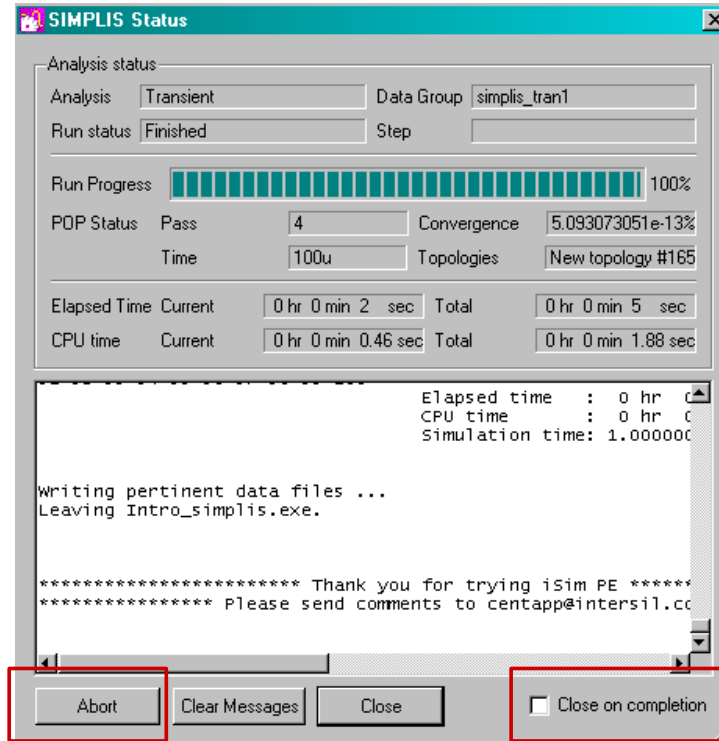 SIMPLIS Status
Analysis status
Analysis Transient Data Group simplis_tran1
Run status Finished Step
Run Progress 100%
POP Status Pass 4 Convergence 5.093073051e-13%
Time 100u Topologies New topology #165
Elapsed Time Current 0 hr 0 min 2 sec Total 0 hr 0 min 5 sec
CPU time Current 0 hr 0 min 0.46 sec Total 0 hr 0 min 1.88 sec
Elapsed time : 0 hr
CPU time : 0 hr
Simulation time: 1.000000
Writing pertinent data files ...
Leaving Intro_simplis.exe.
************************ Thank you for trying iSim PE ******
**************** Please send comments to centapp@intersil.co
Abort Clear Messages Close Close on completion